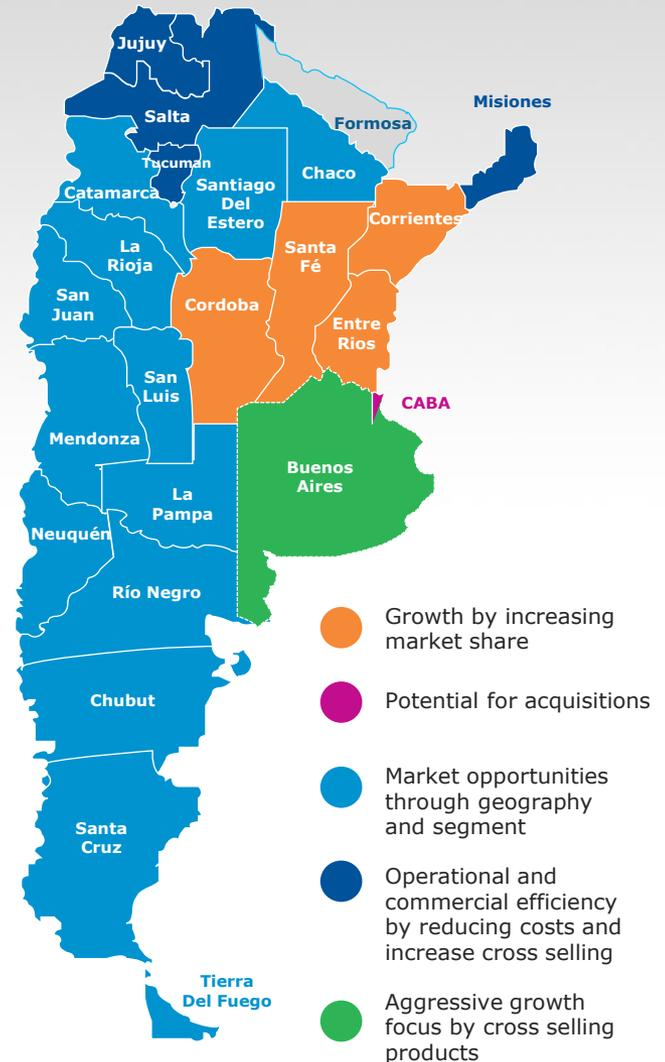 Jujuy
Misiones
Salta
Formosa
Tucuman
Chaco
Santiago
Del
Estero
Catamarca
Corrientes
La
Rioja
Santa
Fé
San
Juan
Cordoba
Entre
Rios
San
Luis
CABA
Mendonza
Buenos
Aires
La
Pampa
Neuquén
Río Negro
Growth by increasing
market share
Chubut
Potential for acquisitions
Market opportunities
through geography
and segment
Santa
Cruz
Operational and
commercial efficiency
by reducing costs and
increase cross selling
Tierra
Del Fuego
Aggressive growth
focus by cross selling
products